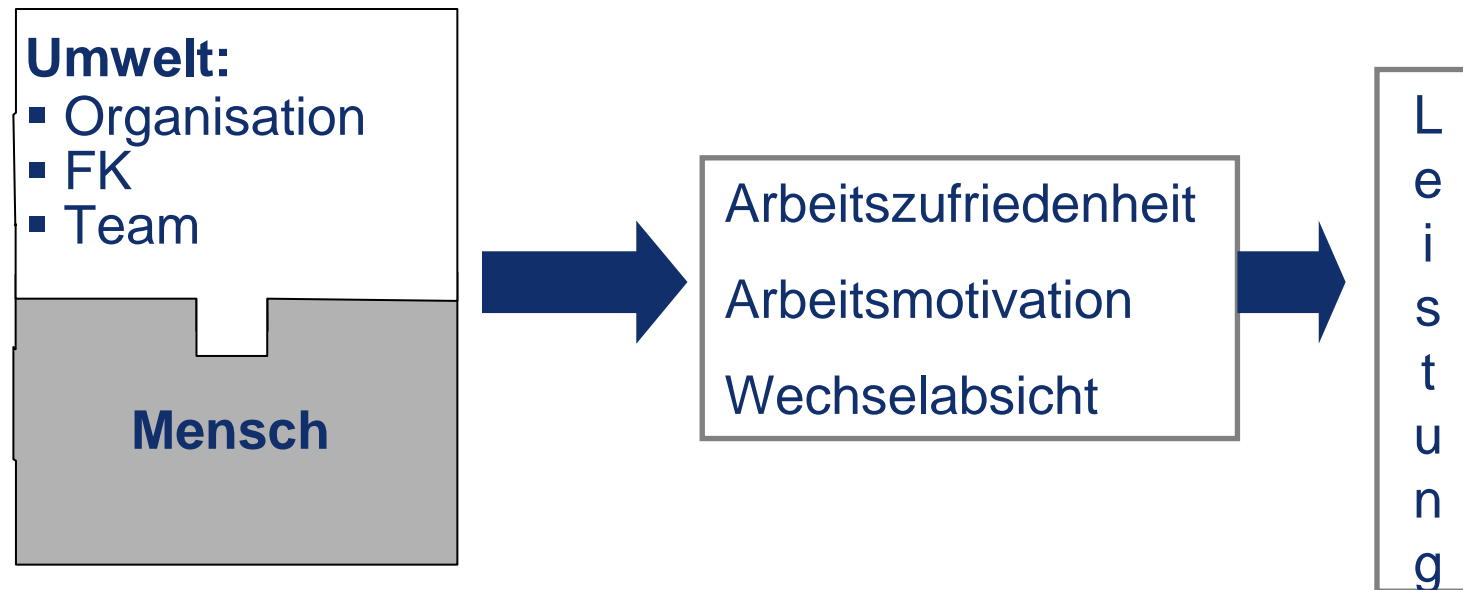 Umwelt:
▪ Organisation
▪ FK
▪ Team
Mensch
Arbeitszufriedenheit
Arbeitsmotivation
Wechselabsicht
L
e
i
s
t
u
n
g